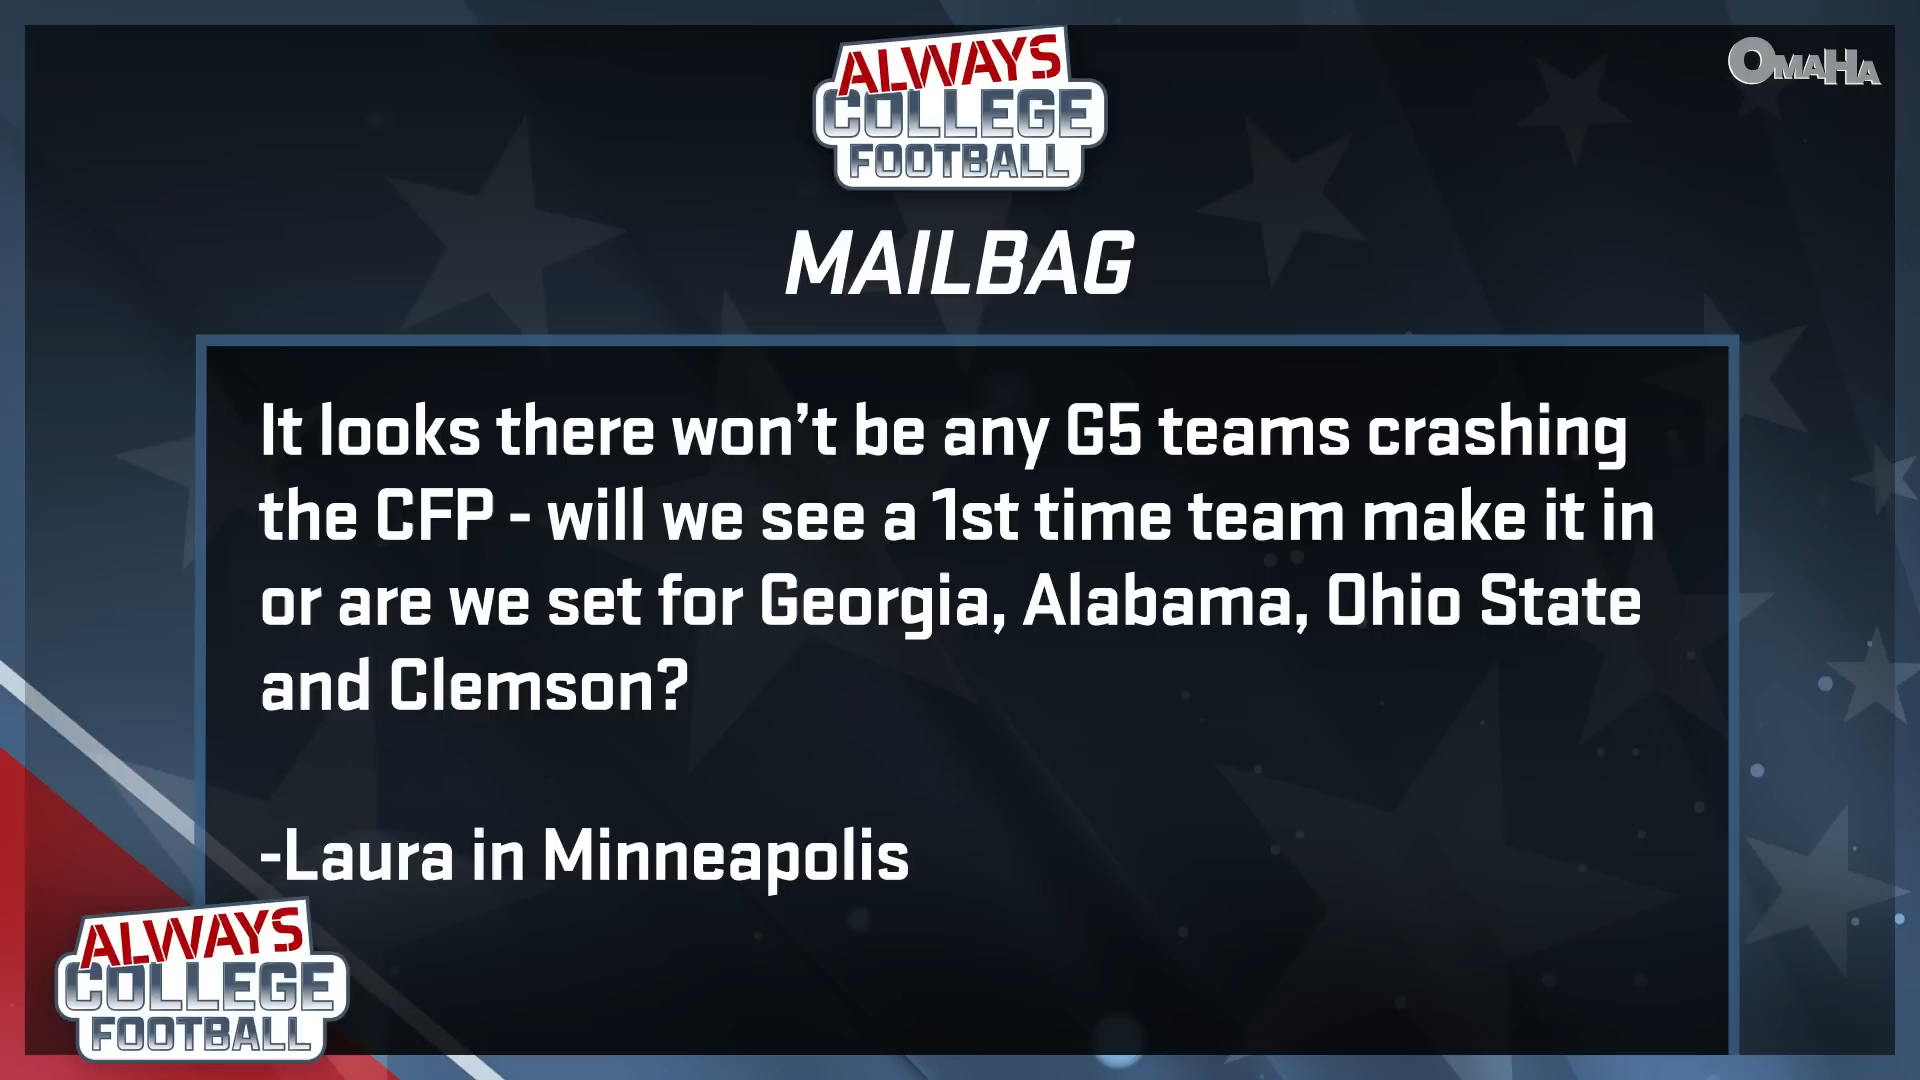 ALWAYS
COLLEGE
FOOTBALL
OMAHA
MAILBAG
It looks there won't be any G5 teams crashing
the CFP - will we see a 1st time team make it in
or are we set for Georgia, Alabama, Ohio State
and Clemson?
-Laura in Minneapolis
ALWAYS
COLLEGE
FOOTBALL